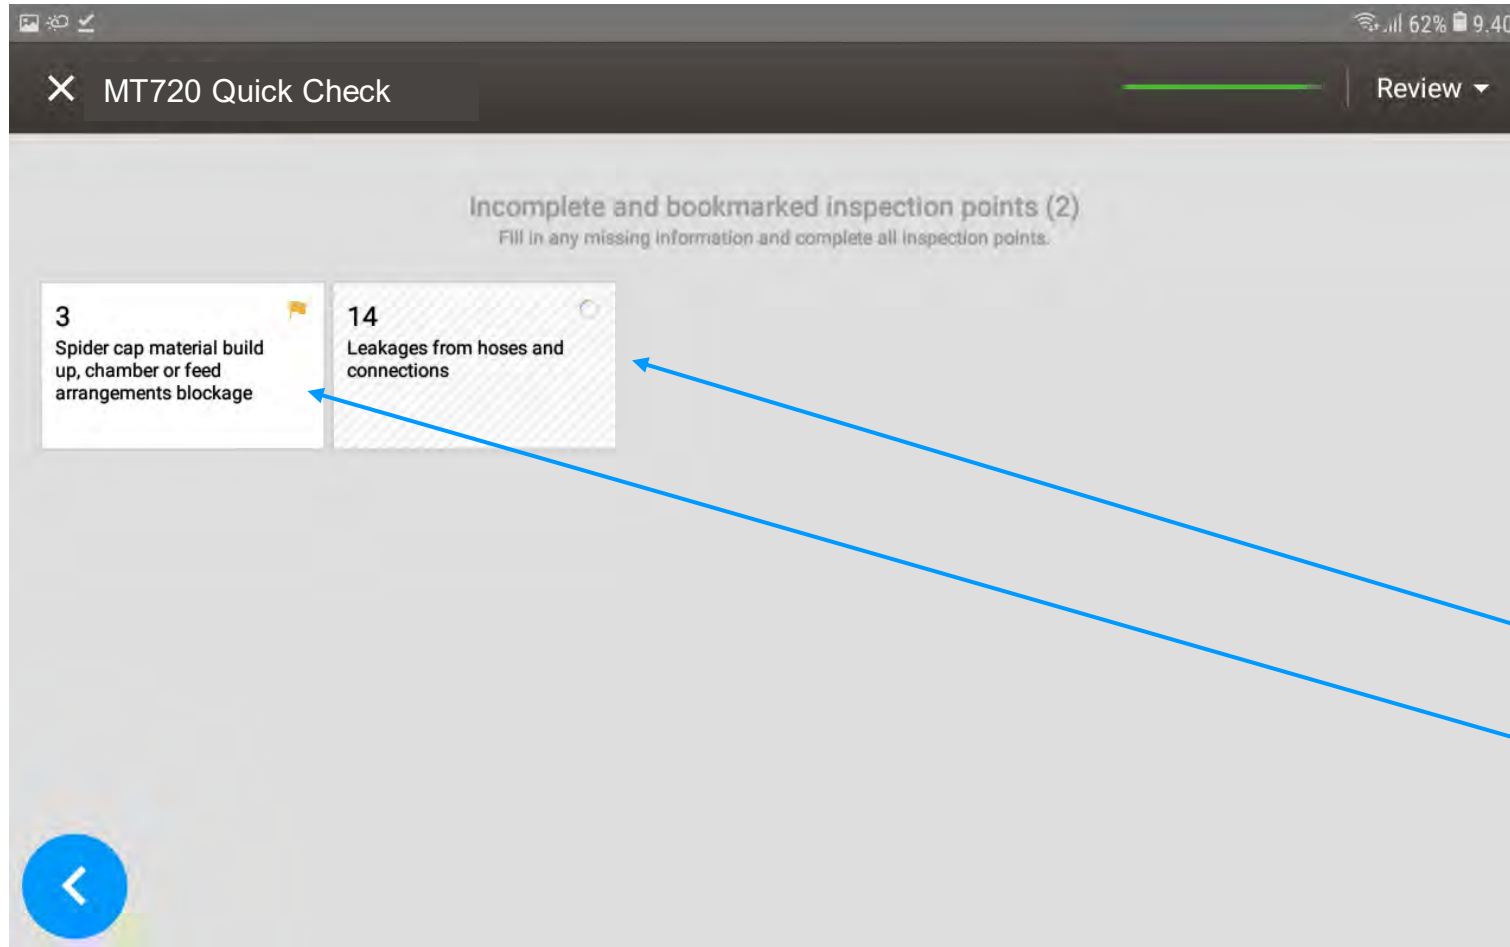 62% 9.40
MT720 Quick Check
Review
Incomplete and bookmarked inspection points (2)
Fill in any missing information and complete all inspection points.
3
Spider cap material build
up, chamber or feed
arrangements blockage
14
Leakages from hoses and
connections